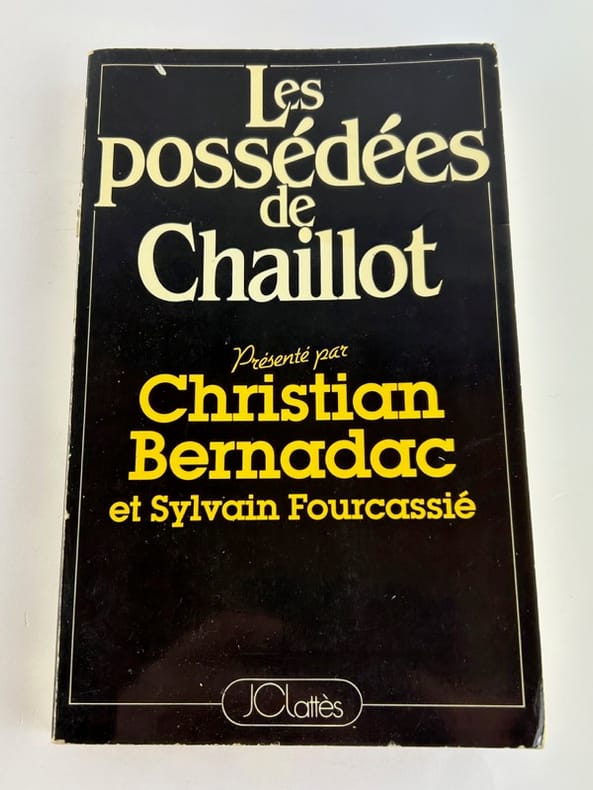 Les
possédées
de
Chaillot
Présenté par
Christian
Bernadac
et Sylvain Fourcassié
JCLattès